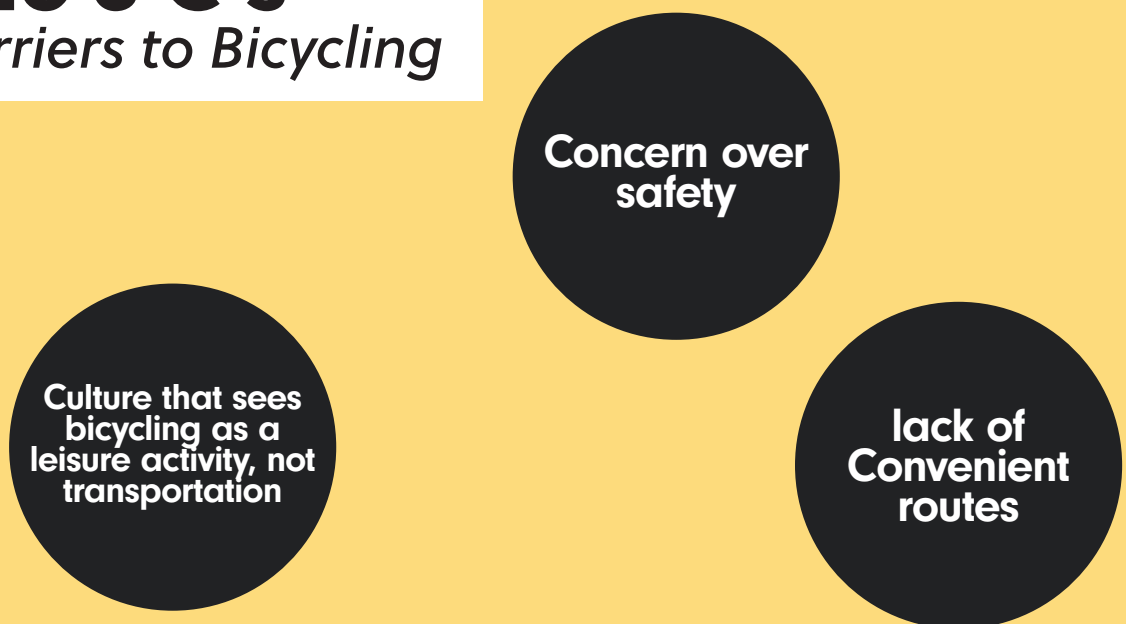 rriers to Bicycling
Concern over
safety
Culture that sees
bicycling as a
leisure activity, not
transportation
lack of
Convenient
routes